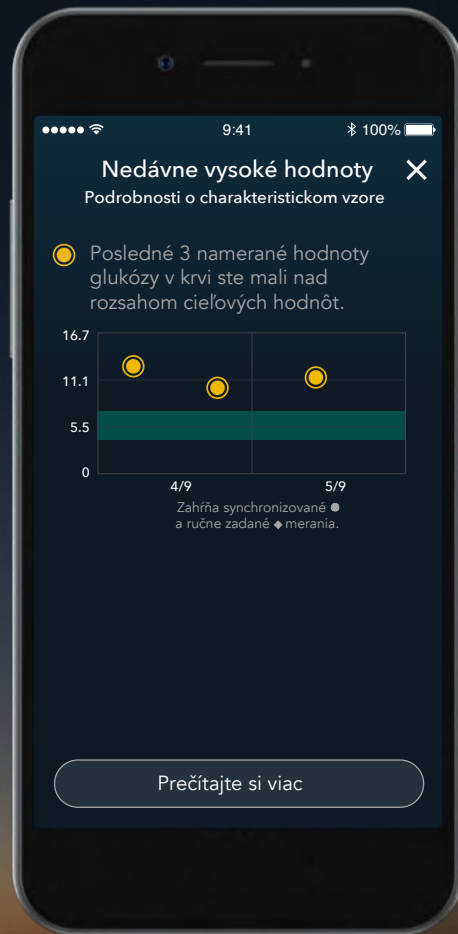 9:41
100%
Nedávne vysoké hodnoty
Podrobnosti o charakteristickom vzore
Posledné 3 namerané hodnoty
glukózy v krvi ste mali nad
rozsahom cieľových hodnôt.
16.7
11.1
5.5
0
4/9 5/9
Zahŕňa synchronizované ●
a ručne zadané ◆ merania.
Prečítajte si viac